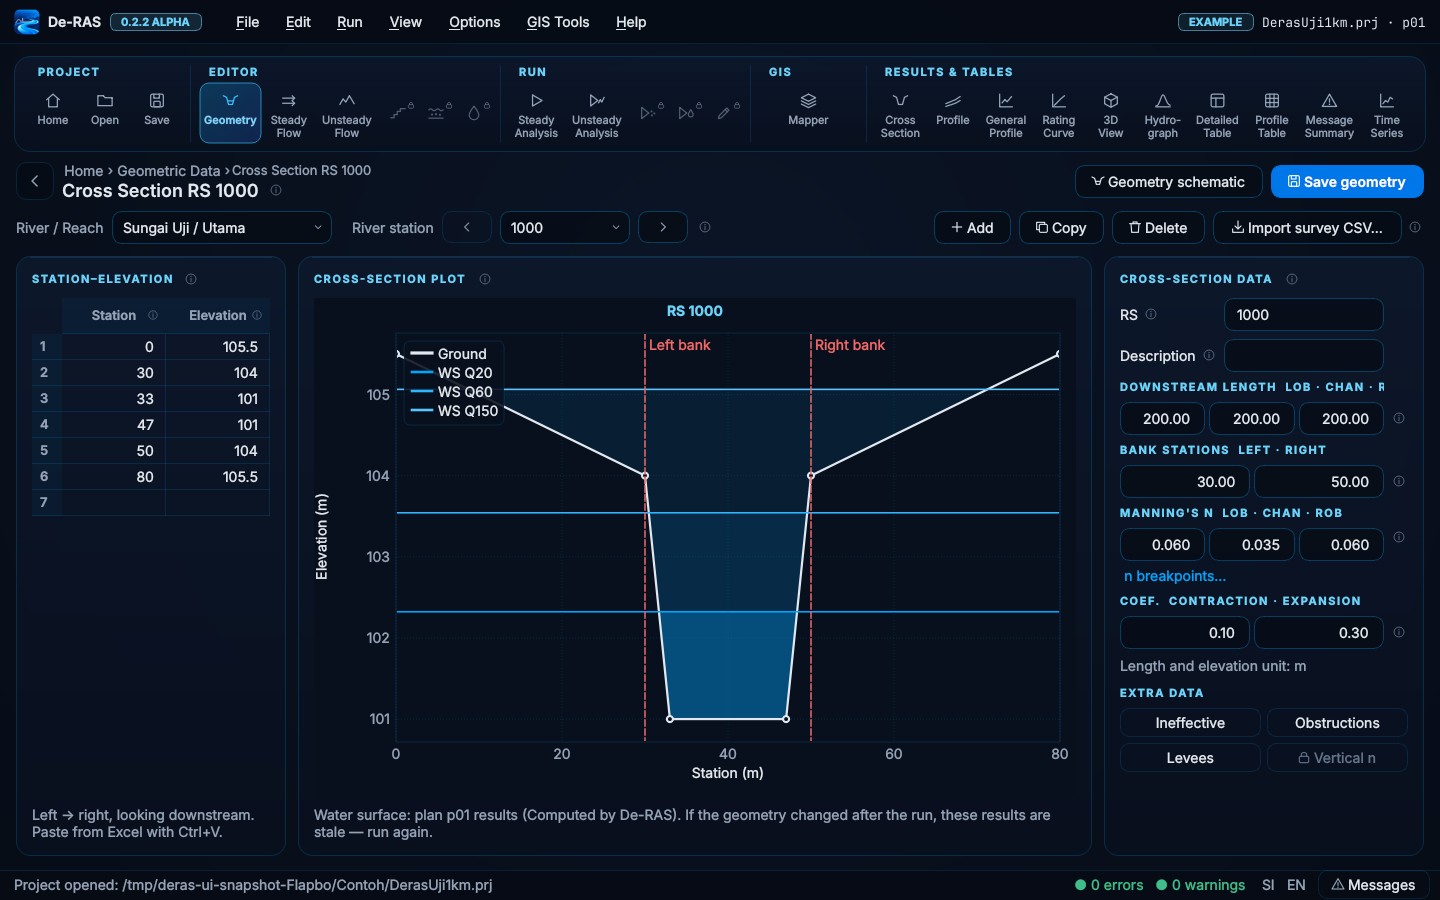 De-RAS 0.2.2 ALPHA File Edit Run View Options GIS Tools Help EXAMPLE DerasUji1km.prj · p01
PROJECT EDITOR RUN GIS RESULTS & TABLES
Home Open Save Geometry Steady Flow Unsteady Flow Steady Analysis Unsteady Analysis Mapper Cross Section Profile General Profile Rating Curve 3D View Hydro-graph Detailed Table Profile Table Message Summary Time Series
Home › Geometric Data › Cross Section RS 1000
Cross Section RS 1000
Geometry schematic Save geometry
River / Reach Sungai Uji / Utama River station 1000 Add Copy Delete Import survey CSV...
STATION–ELEVATION
Station Elevation
1 0 105.5
2 30 104
3 33 101
4 47 101
5 50 104
6 80 105.5
7
Left → right, looking downstream.
Paste from Excel with Ctrl+V.
CROSS-SECTION PLOT
RS 1000
Left bank Right bank
Ground
WS Q20
WS Q60
WS Q150
105
104
103
102
101
Elevation (m)
0 20 40 60 80
Station (m)
Water surface: plan p01 results (Computed by De-RAS). If the geometry changed after the run, these results are
stale — run again.
CROSS-SECTION DATA
RS 1000
Description
DOWNSTREAM LENGTH LOB · CHAN · R
200.00 200.00 200.00
BANK STATIONS LEFT · RIGHT
30.00 50.00
MANNING'S N LOB · CHAN · ROB
0.060 0.035 0.060
n breakpoints...
COEF. CONTRACTION · EXPANSION
0.10 0.30
Length and elevation unit: m
EXTRA DATA
Ineffective Obstructions
Levees Vertical n
Project opened: /tmp/deras-ui-snapshot-Flapbo/Contoh/DerasUji1km.prj 0 errors 0 warnings SI EN Messages